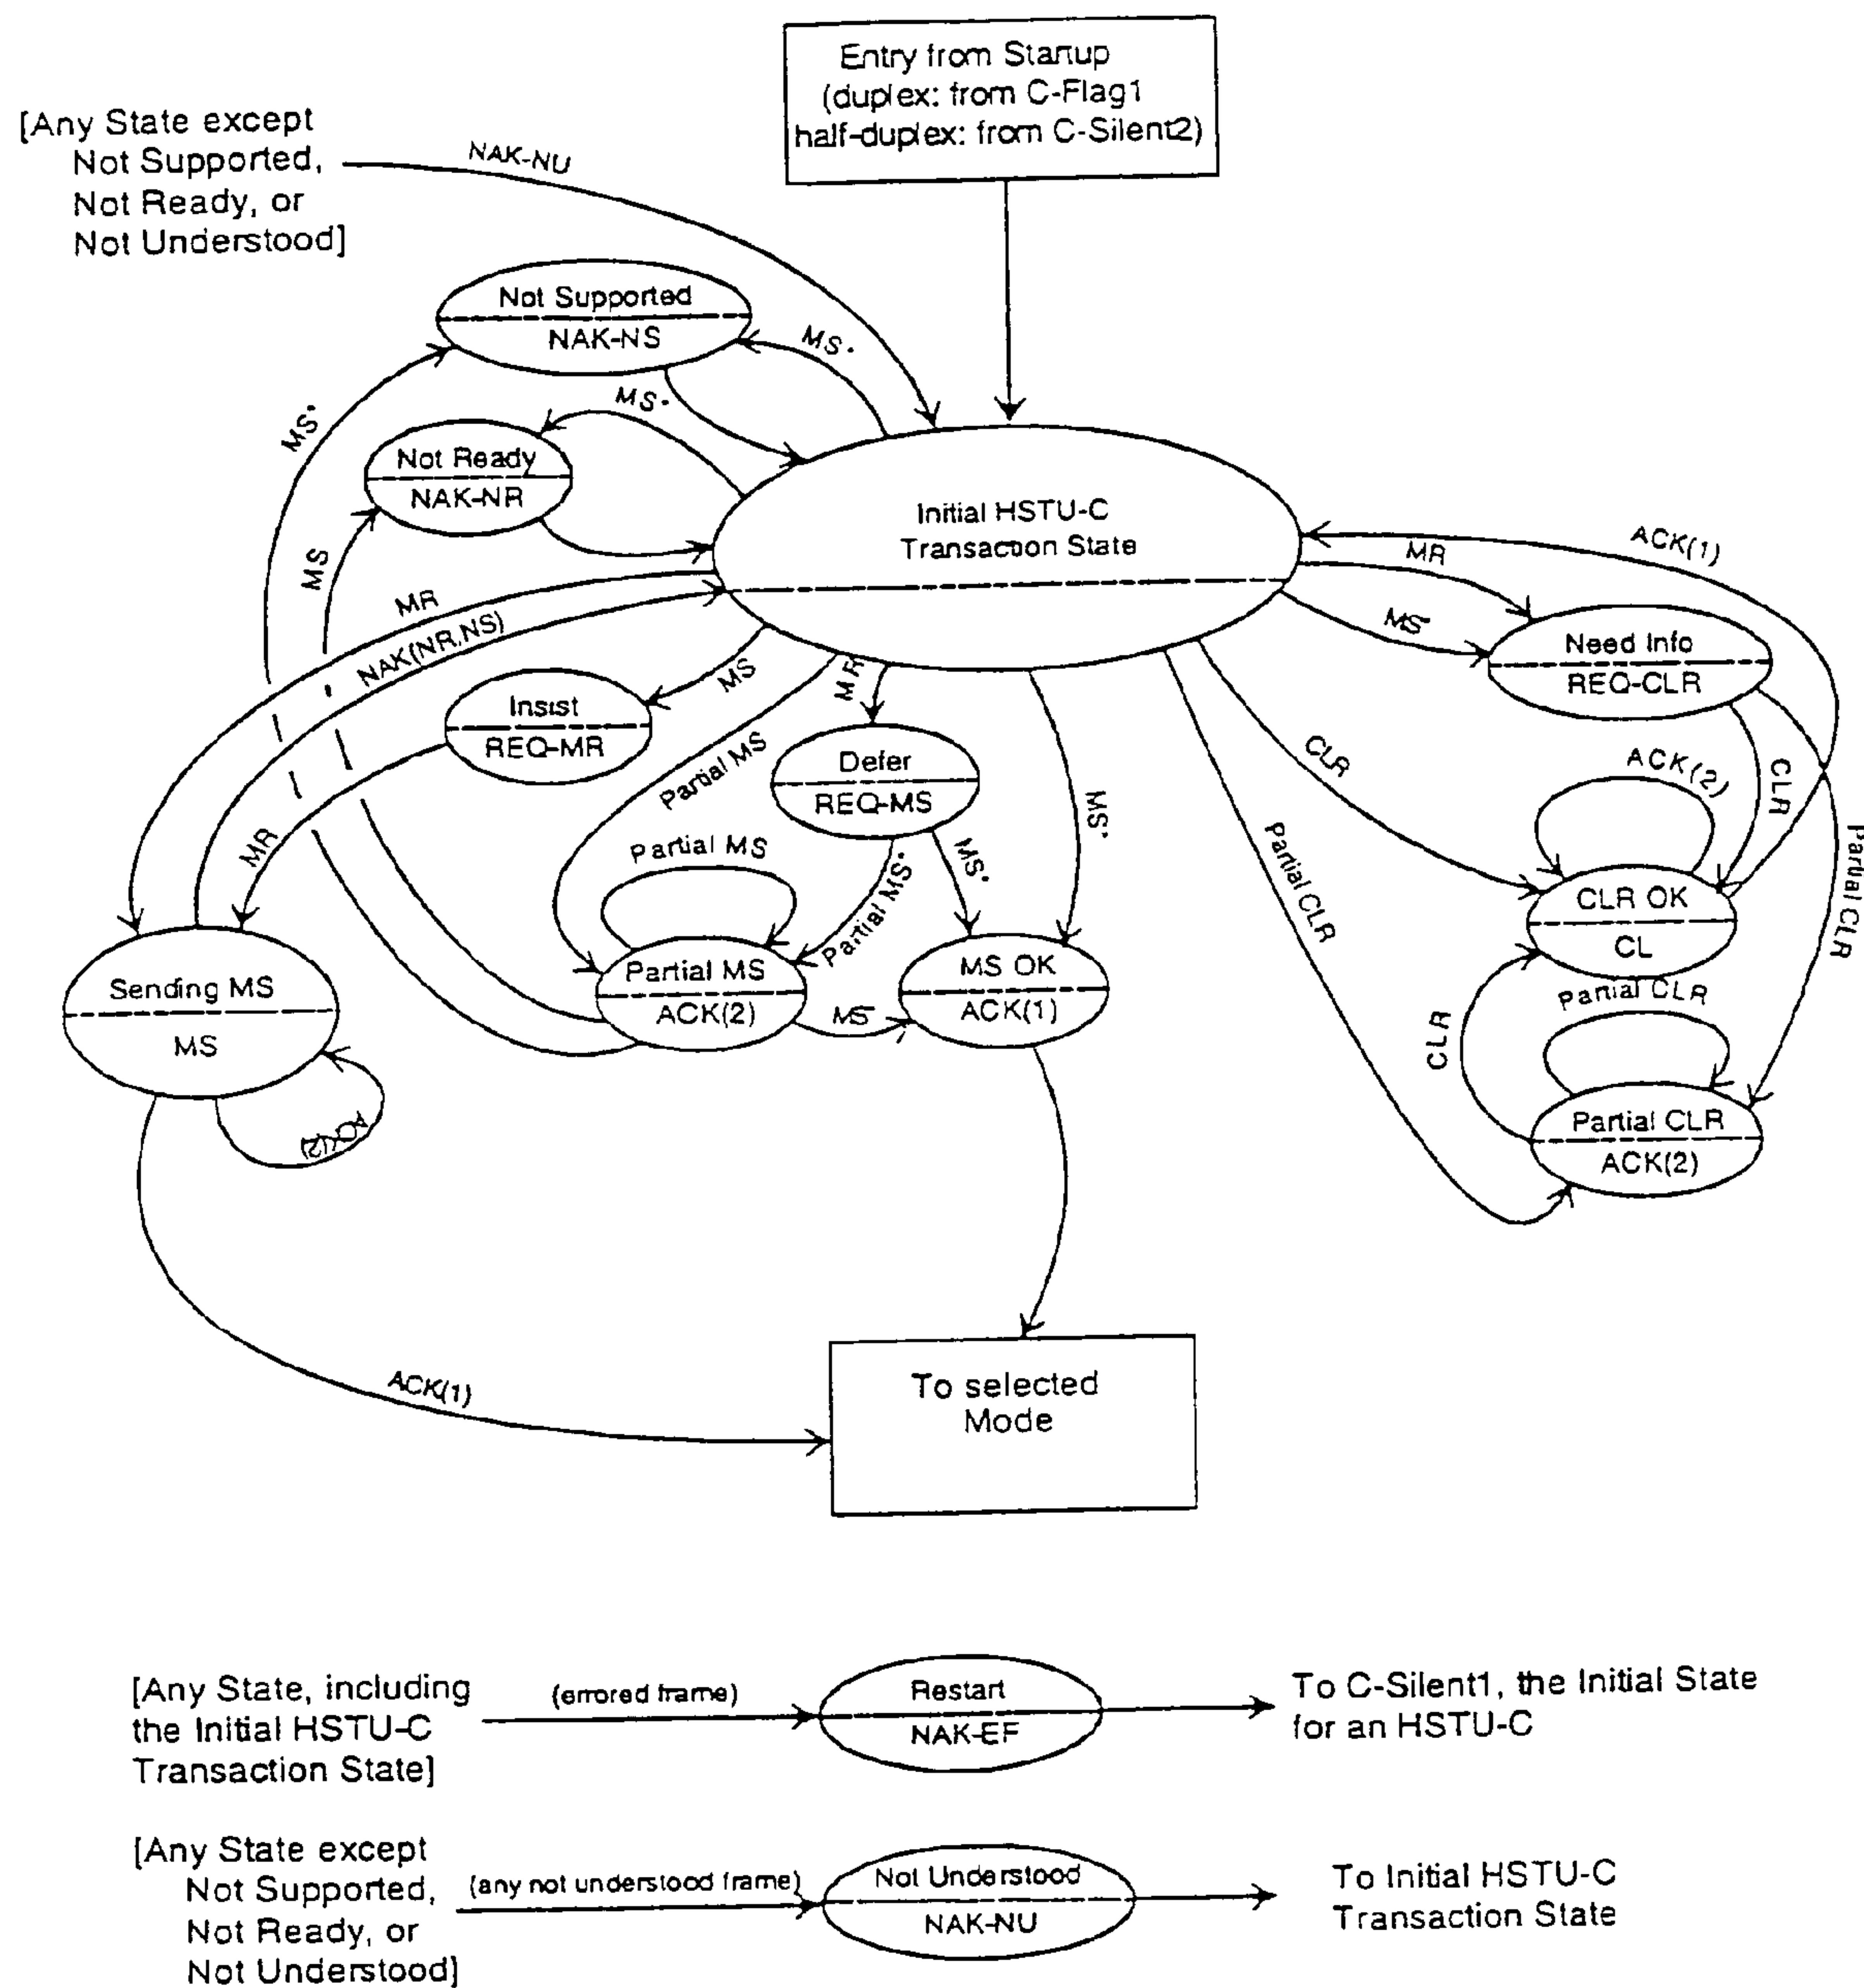 Entry from Startup
(duplex: from C-Flag1
half-duplex: from C-Silent2)
[Any State except
Not Supported,
Not Ready, or
Not Understood]
NAK-NU
Not Supported
NAK-NS
MS*
MS*
MS*
Not Ready
NAK-NR
MS
Initial HSTU-C
Transaction State
MR
NAK(NR,NS)
MS
Insist
REQ-MR
MR
Partial MS
MR
Defer
REQ-MS
MS*
MS*
Partial MS*
Partial MS
Partial MS
ACK(2)
MS
MS OK
ACK(1)
Sending MS
MS
ACK(2)
ACK(1)
MR
MS
Need Info
REQ-CLR
ACK(1)
CLR
Partial CLR
ACK(2)
CLR
Partial CLR
CLR OK
CL
Partial CLR
CLR
Partial CLR
ACK(2)
ACK(1)
To selected
Mode
[Any State, including
the Initial HSTU-C
Transaction State]
(errored frame)
Restart
NAK-EF
To C-Silent1, the Initial State
for an HSTU-C
[Any State except
Not Supported,
Not Ready, or
Not Understood]
(any not understood frame)
Not Understood
NAK-NU
To Initial HSTU-C
Transaction State